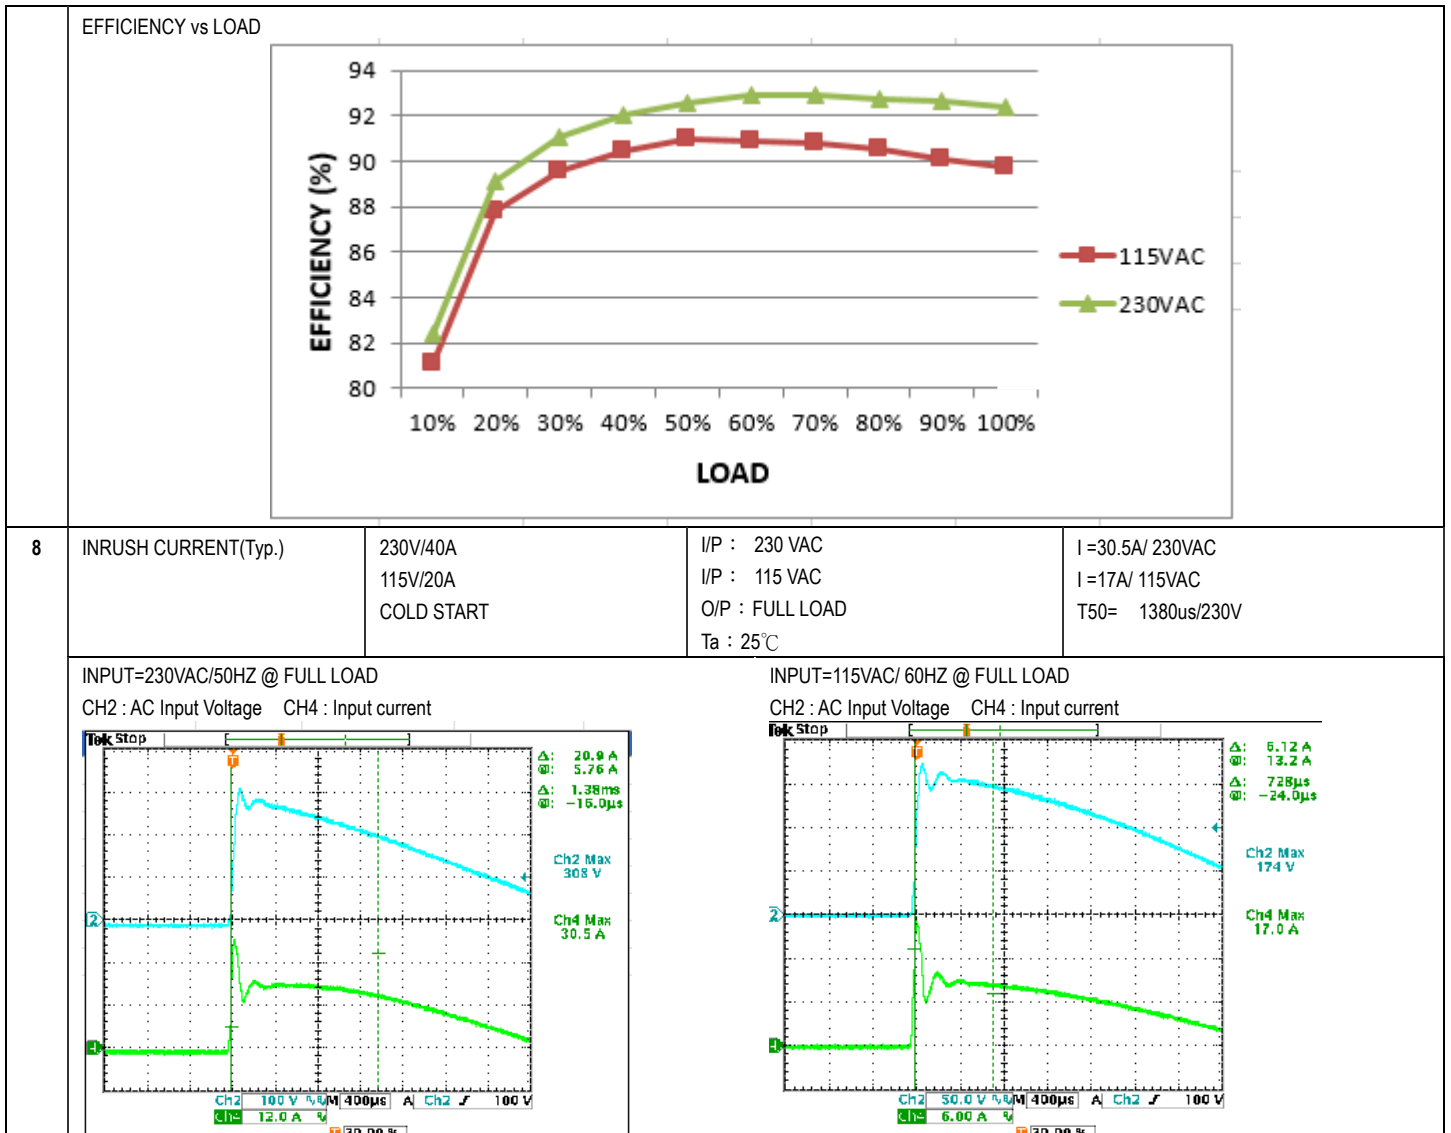 EFFICIENCY vs LOAD
94
92
90
88
86
84
82
80
EFFICIENCY (%)
10% 20% 30% 40% 50% 60% 70% 80% 90% 100%
LOAD
115VAC
230VAC
8
INRUSH CURRENT(Typ.)
230V/40A
115V/20A
COLD START
I/P : 230 VAC
I/P : 115 VAC
O/P : FULL LOAD
Ta : 25℃
I =30.5A/ 230VAC
I =17A/ 115VAC
T50= 1380us/230V
INPUT=230VAC/50HZ @ FULL LOAD
CH2 : AC Input Voltage CH4 : Input current
Tek Stop
T
Δ: 20.9 A
@: 5.76 A
Δ: 1.38ms
@: -16.0µs
Ch2 Max
308 V
Ch4 Max
30.5 A
2
4
Ch2 100 V M 400µs A Ch2 100 V
Ch4 12.0 A
INPUT=115VAC/ 60HZ @ FULL LOAD
CH2 : AC Input Voltage CH4 : Input current
Tek Stop
T
Δ: 6.12 A
@: 13.2 A
Δ: 728µs
@: -24.0µs
Ch2 Max
174 V
Ch4 Max
17.0 A
2
4
Ch2 50.0 V M 400µs A Ch2 100 V
Ch4 6.00 A